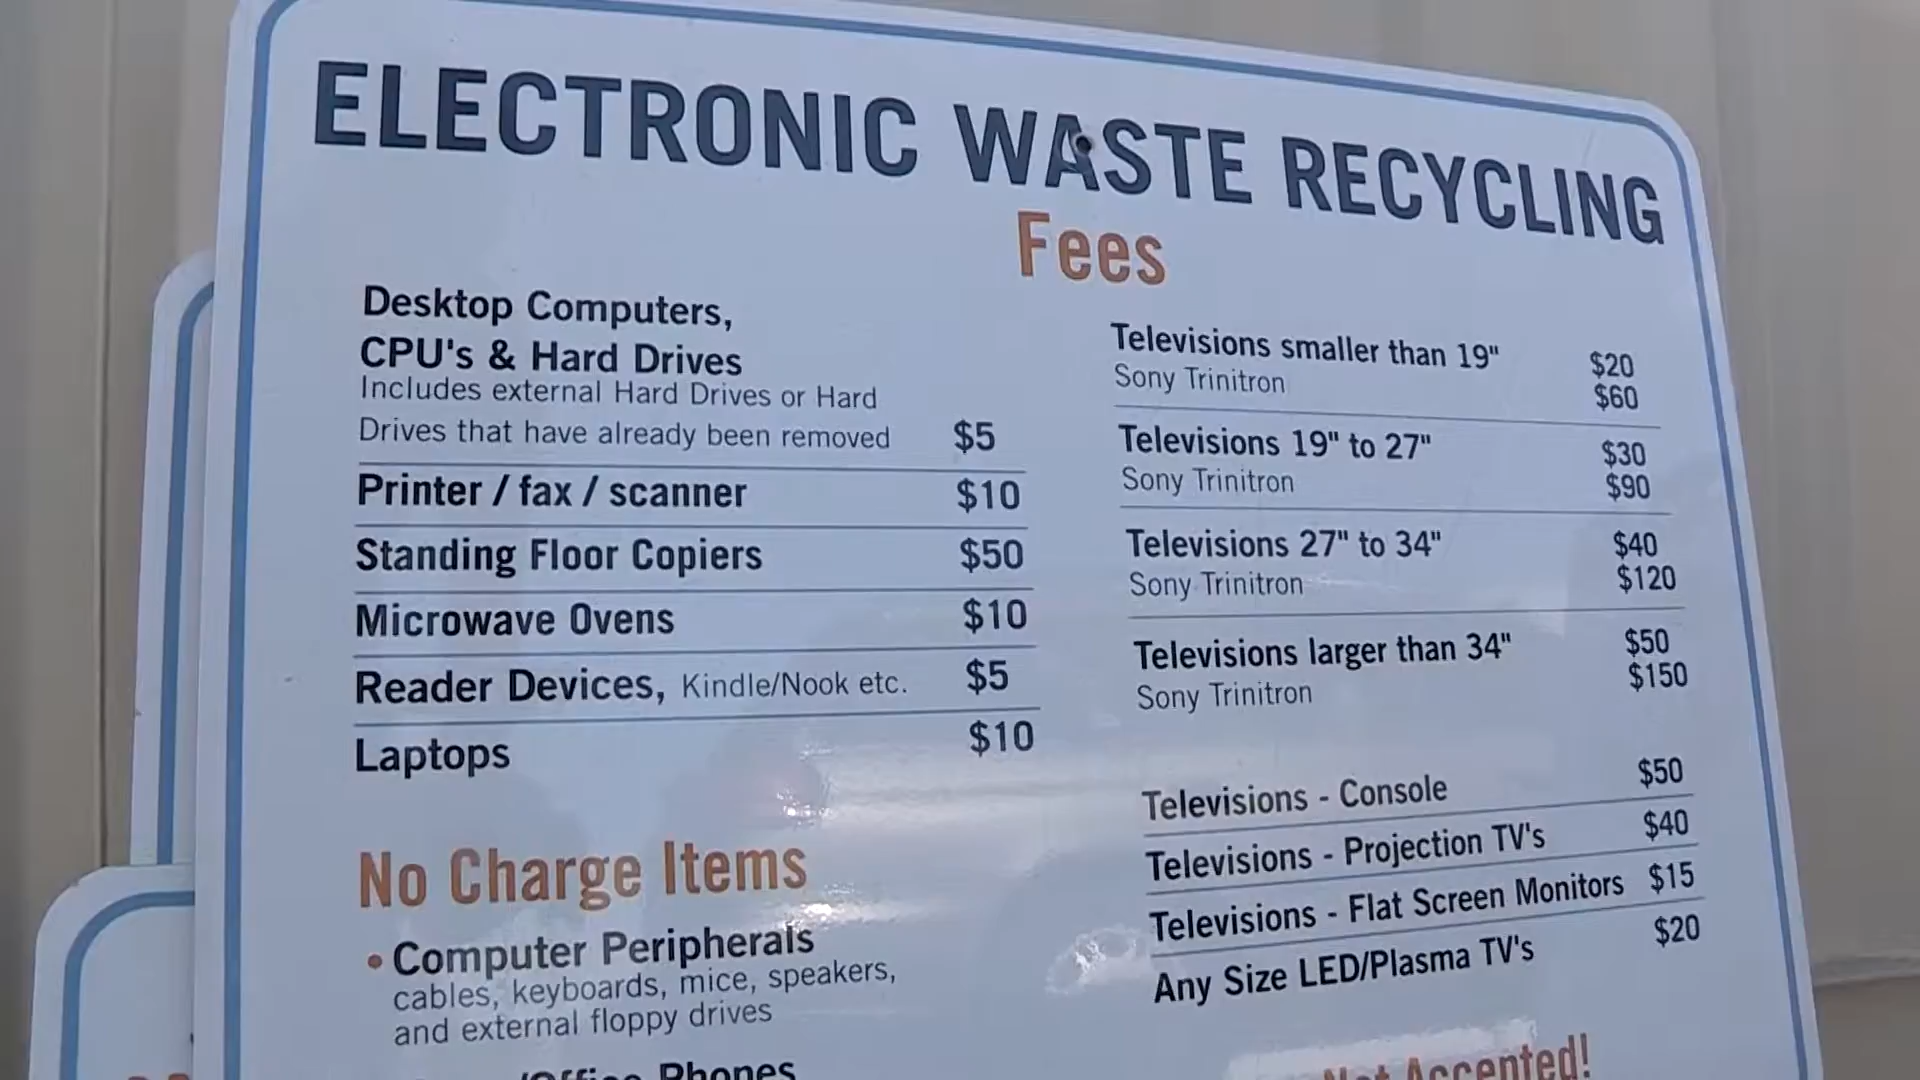 ELECTRONIC WASTE RECYCLING
Fees
Desktop Computers,
CPU's & Hard Drives
Includes external Hard Drives or Hard
Drives that have already been removed $5
Printer / fax / scanner $10
Standing Floor Copiers $50
Microwave Ovens $10
Reader Devices, Kindle/Nook etc. $5
Laptops $10
No Charge Items
• Computer Peripherals
cables, keyboards, mice, speakers,
and external floppy drives
/Office Phones
Televisions smaller than 19" $20
Sony Trinitron $60
Televisions 19" to 27" $30
Sony Trinitron $90
Televisions 27" to 34" $40
Sony Trinitron $120
Televisions larger than 34" $50
Sony Trinitron $150
Televisions - Console $50
Televisions - Projection TV's $40
Televisions - Flat Screen Monitors $15
Any Size LED/Plasma TV's $20
Not Accepted!